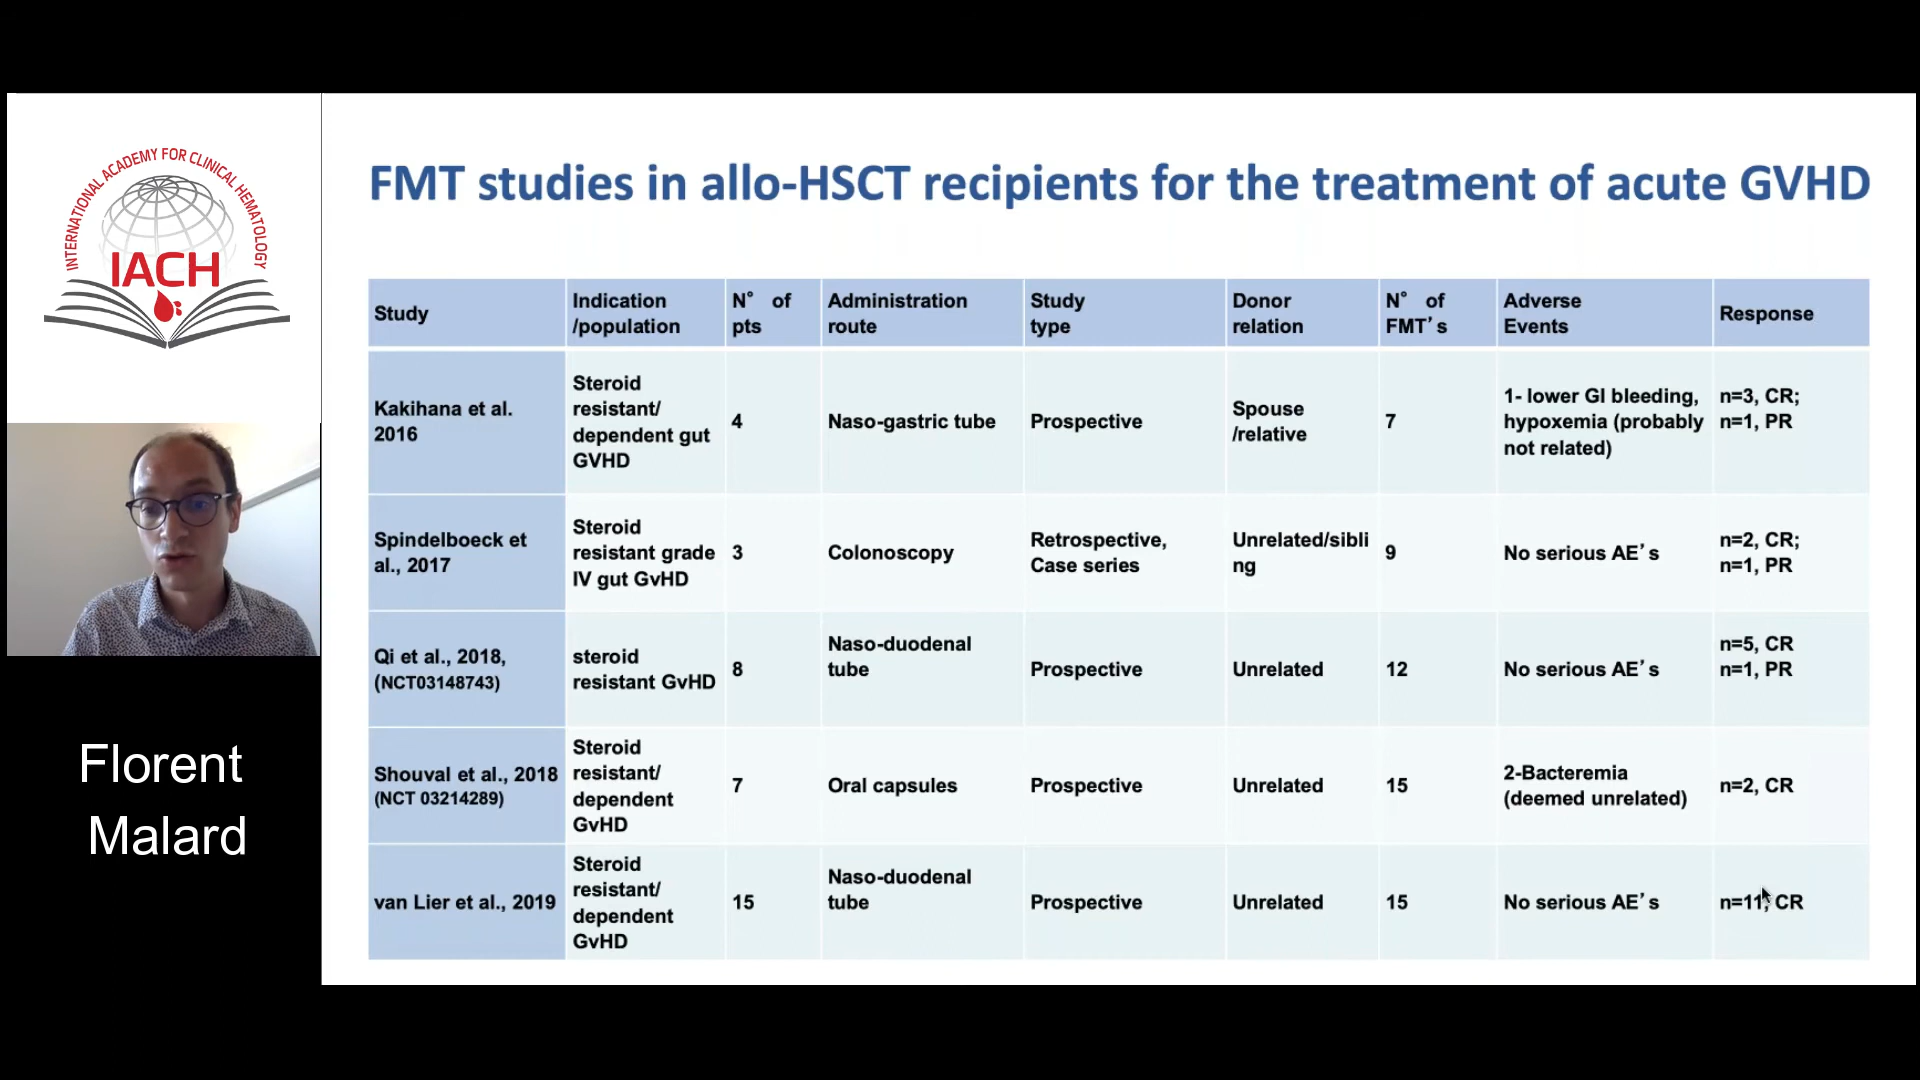 INTERNATIONAL ACADEMY FOR CLINICAL HEMATOLOGY
IACH
Florent
Malard
FMT studies in allo-HSCT recipients for the treatment of acute GVHD
Study
Indication
/population
N° of
pts
Administration
route
Study
type
Donor
relation
N° of
FMT's
Adverse
Events
Response
Kakihana et al.
2016
Steroid
resistant/
dependent gut
GVHD
4
Naso-gastric tube
Prospective
Spouse
/relative
7
1- lower GI bleeding,
hypoxemia (probably
not related)
n=3, CR;
n=1, PR
Spindelboeck et
al., 2017
Steroid
resistant grade
IV gut GvHD
3
Colonoscopy
Retrospective,
Case series
Unrelated/sibli
ng
9
No serious AE's
n=2, CR;
n=1, PR
Qi et al., 2018,
(NCT03148743)
steroid
resistant GvHD
8
Naso-duodenal
tube
Prospective
Unrelated
12
No serious AE's
n=5, CR
n=1, PR
Shouval et al., 2018
(NCT 03214289)
Steroid
resistant/
dependent
GvHD
7
Oral capsules
Prospective
Unrelated
15
2-Bacteremia
(deemed unrelated)
n=2, CR
van Lier et al., 2019
Steroid
resistant/
dependent
GvHD
15
Naso-duodenal
tube
Prospective
Unrelated
15
No serious AE's
n=11, CR